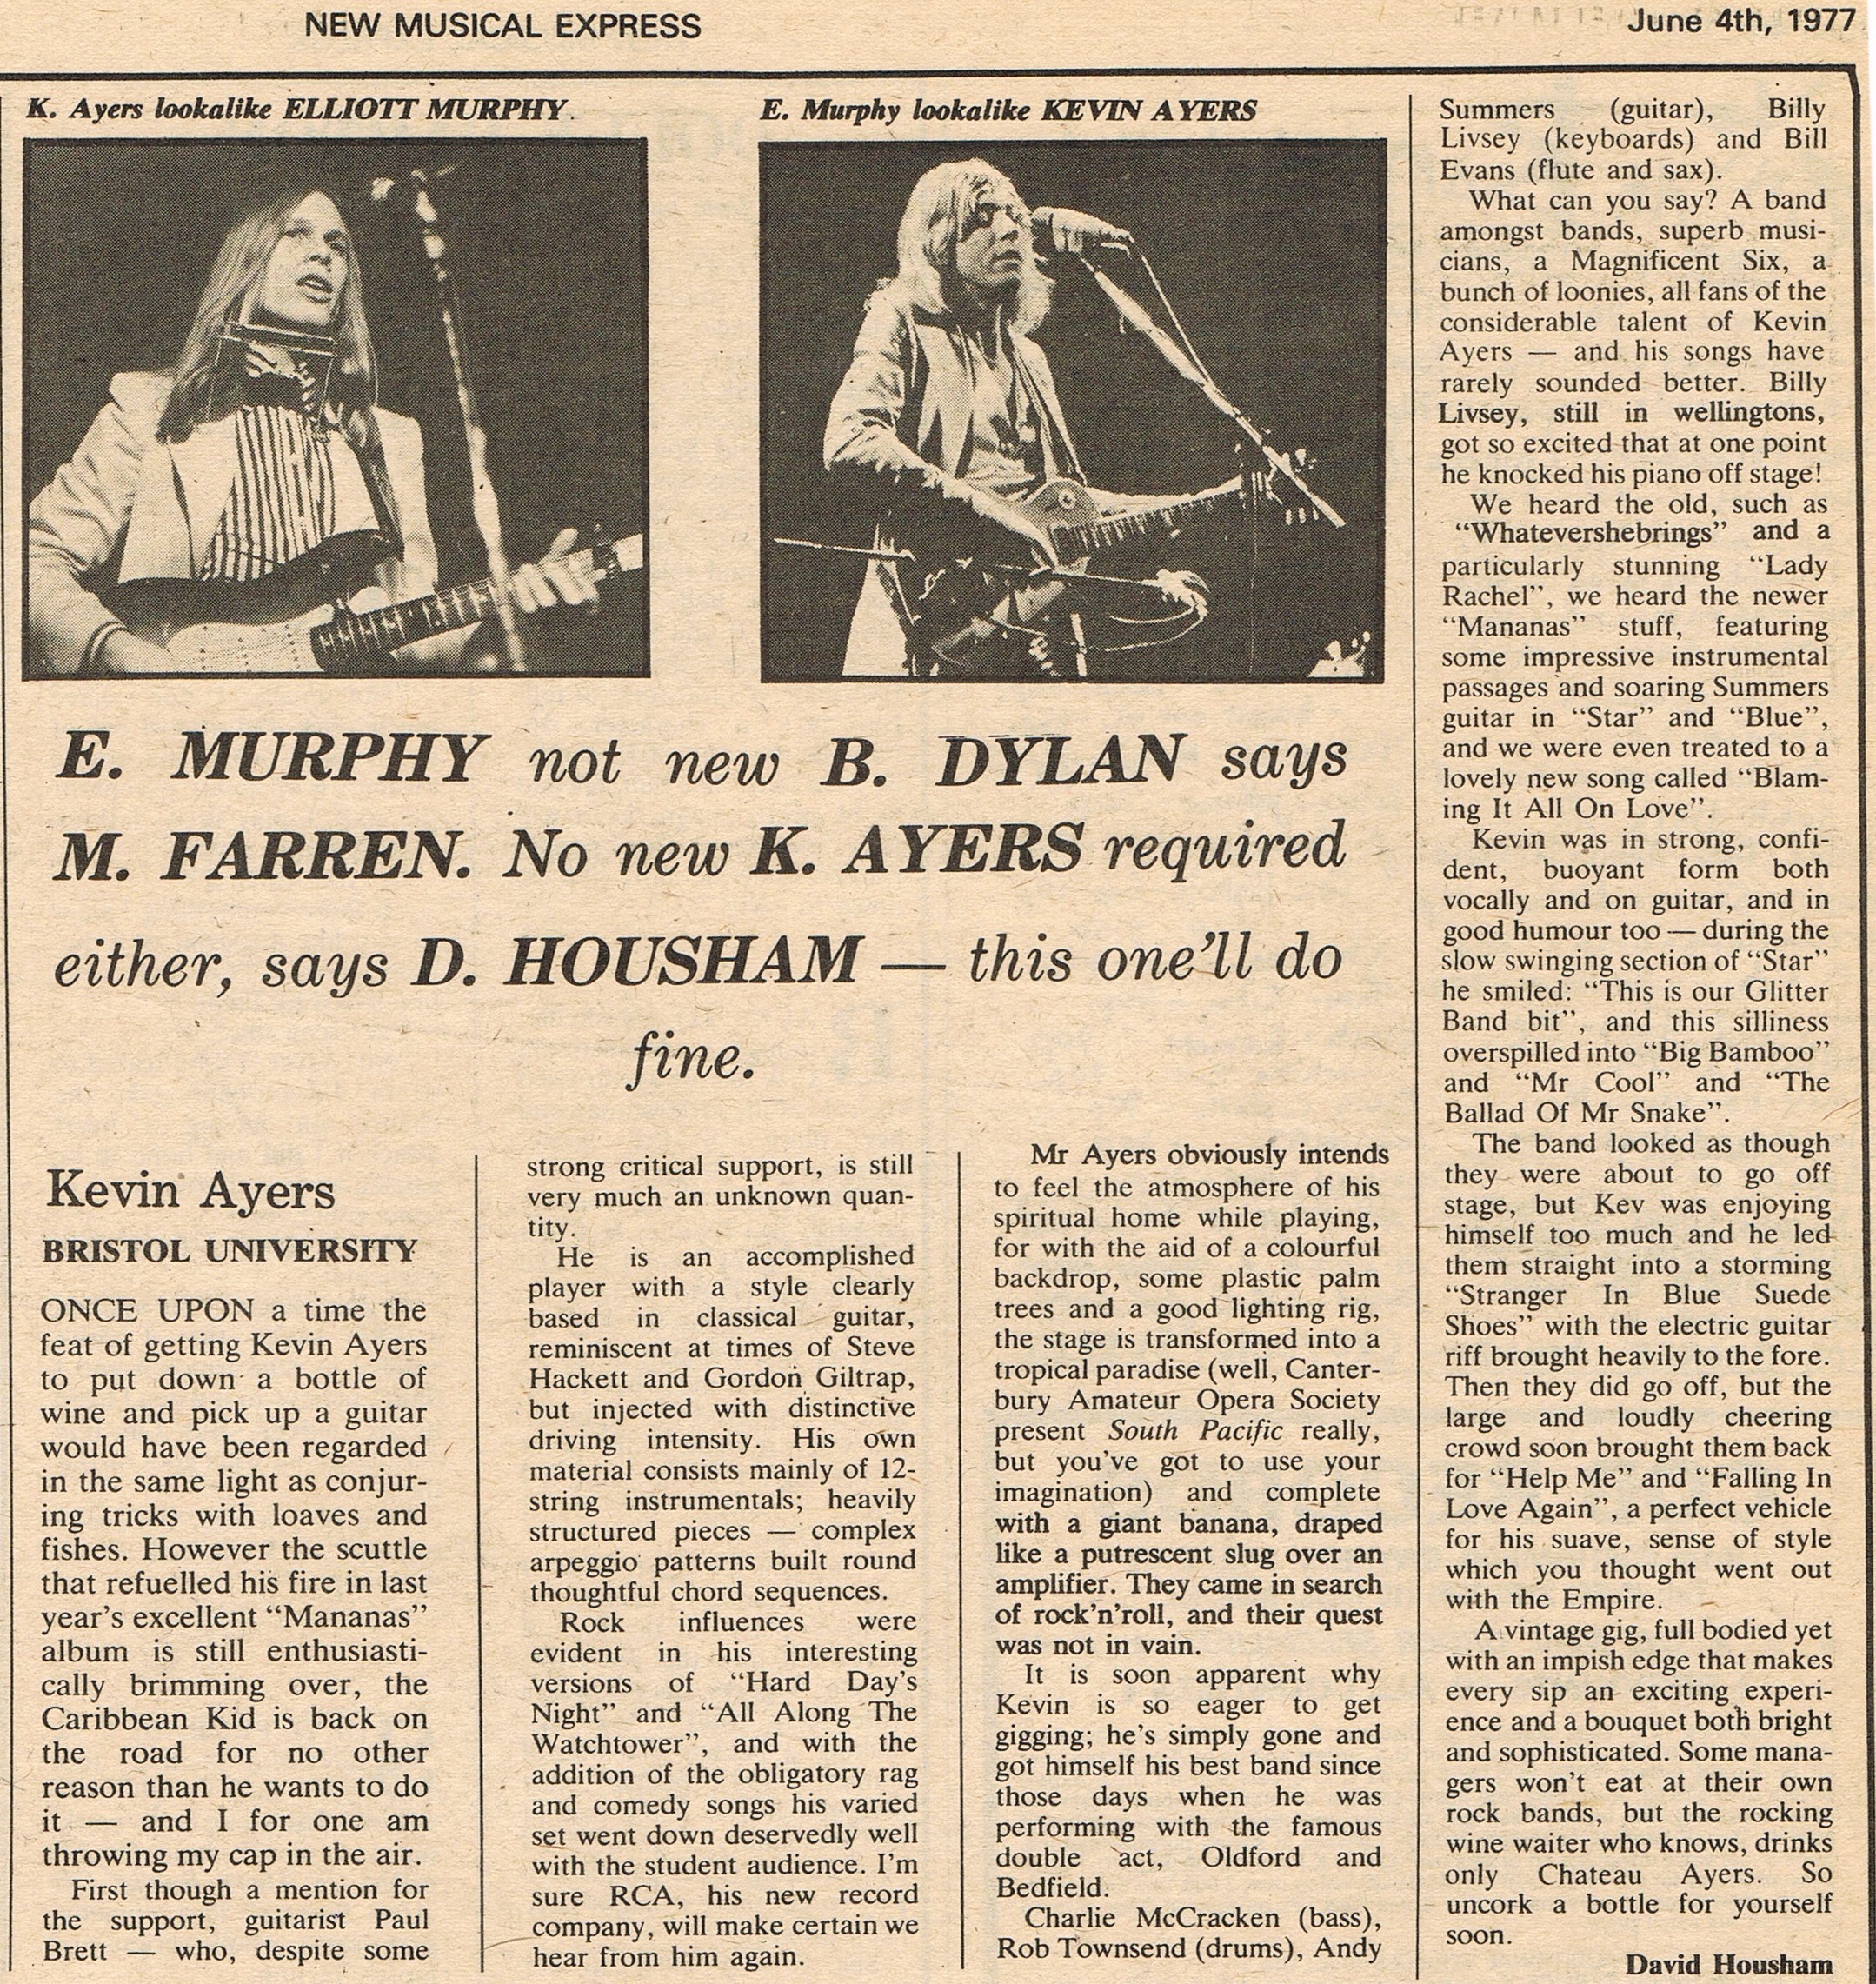 NEW MUSICAL EXPRESS
June 4th, 1977
K. Ayers lookalike ELLIOTT MURPHY.
E. Murphy lookalike KEVIN AYERS
E. MURPHY not new B. DYLAN says
M. FARREN. No new K. AYERS required
either, says D. HOUSHAM — this one'll do
fine.
Kevin Ayers
BRISTOL UNIVERSITY
ONCE UPON a time the
feat of getting Kevin Ayers
to put down a bottle of
wine and pick up a guitar
would have been regarded
in the same light as conjur-
ing tricks with loaves and
fishes. However the scuttle
that refuelled his fire in last
year's excellent "Mananas"
album is still enthusiasti-
cally brimming over, the
Caribbean Kid is back on
the road for no other
reason than he wants to do
it — and I for one am
throwing my cap in the air.
First though a mention for
the support, guitarist Paul
Brett — who, despite some
strong critical support, is still
very much an unknown quan-
tity.
He is an accomplished
player with a style clearly
based in classical guitar,
reminiscent at times of Steve
Hackett and Gordon Giltrap,
but injected with distinctive
driving intensity. His own
material consists mainly of 12-
string instrumentals; heavily
structured pieces — complex
arpeggio patterns built round
thoughtful chord sequences.
Rock influences were
evident in his interesting
versions of "Hard Day's
Night" and "All Along The
Watchtower", and with the
addition of the obligatory rag
and comedy songs his varied
set went down deservedly well
with the student audience. I'm
sure RCA, his new record
company, will make certain we
hear from him again.
Mr Ayers obviously intends
to feel the atmosphere of his
spiritual home while playing,
for with the aid of a colourful
backdrop, some plastic palm
trees and a good lighting rig,
the stage is transformed into a
tropical paradise (well, Canter-
bury Amateur Opera Society
present South Pacific really,
but you've got to use your
imagination) and complete
with a giant banana, draped
like a putrescent slug over an
amplifier. They came in search
of rock'n'roll, and their quest
was not in vain.
It is soon apparent why
Kevin is so eager to get
gigging; he's simply gone and
got himself his best band since
those days when he was
performing with the famous
double act, Oldford and
Bedfield.
Charlie McCracken (bass),
Rob Townsend (drums), Andy
Summers (guitar), Billy
Livsey (keyboards) and Bill
Evans (flute and sax).
What can you say? A band
amongst bands, superb musi-
cians, a Magnificent Six, a
bunch of loonies, all fans of the
considerable talent of Kevin
Ayers — and his songs have
rarely sounded better. Billy
Livsey, still in wellingtons,
got so excited that at one point
he knocked his piano off stage!
We heard the old, such as
"Whatevershebrings" and a
particularly stunning "Lady
Rachel", we heard the newer
"Mananas" stuff, featuring
some impressive instrumental
passages and soaring Summers
guitar in "Star" and "Blue",
and we were even treated to a
lovely new song called "Blam-
ing It All On Love".
Kevin was in strong, confi-
dent, buoyant form both
vocally and on guitar, and in
good humour too — during the
slow swinging section of "Star"
he smiled: "This is our Glitter
Band bit", and this silliness
overspilled into "Big Bamboo"
and "Mr Cool" and "The
Ballad Of Mr Snake".
The band looked as though
they were about to go off
stage, but Kev was enjoying
himself too much and he led
them straight into a storming
"Stranger In Blue Suede
Shoes" with the electric guitar
riff brought heavily to the fore.
Then they did go off, but the
large and loudly cheering
crowd soon brought them back
for "Help Me" and "Falling In
Love Again", a perfect vehicle
for his suave, sense of style
which you thought went out
with the Empire.
A vintage gig, full bodied yet
with an impish edge that makes
every sip an exciting experi-
ence and a bouquet both bright
and sophisticated. Some mana-
gers won't eat at their own
rock bands, but the rocking
wine waiter who knows, drinks
only Chateau Ayers. So
uncork a bottle for yourself
soon.
David Housham